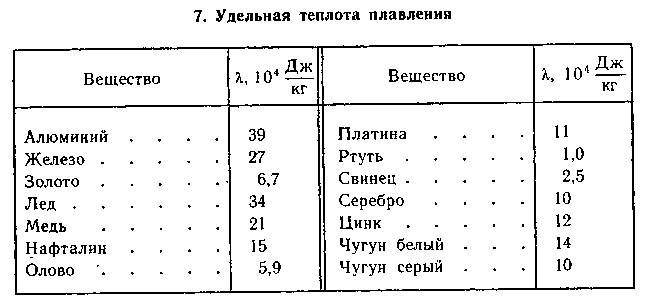 7. Удельная теплота плавления
Вещество λ, 10⁴ Дж/кг Вещество λ, 10⁴ Дж/кг
Алюминий . . . . 39 Платина . . . . 11
Железо . . . . . 27 Ртуть . . . . . 1,0
Золото . . . . . 6,7 Свинец . . . . . 2,5
Лед . . . . . 34 Серебро . . . . 10
Медь . . . . . 21 Цинк . . . . . 12
Нафталин . . . . 15 Чугун белый . . . 14
Олово . . . . . 5,9 Чугун серый . . . 10